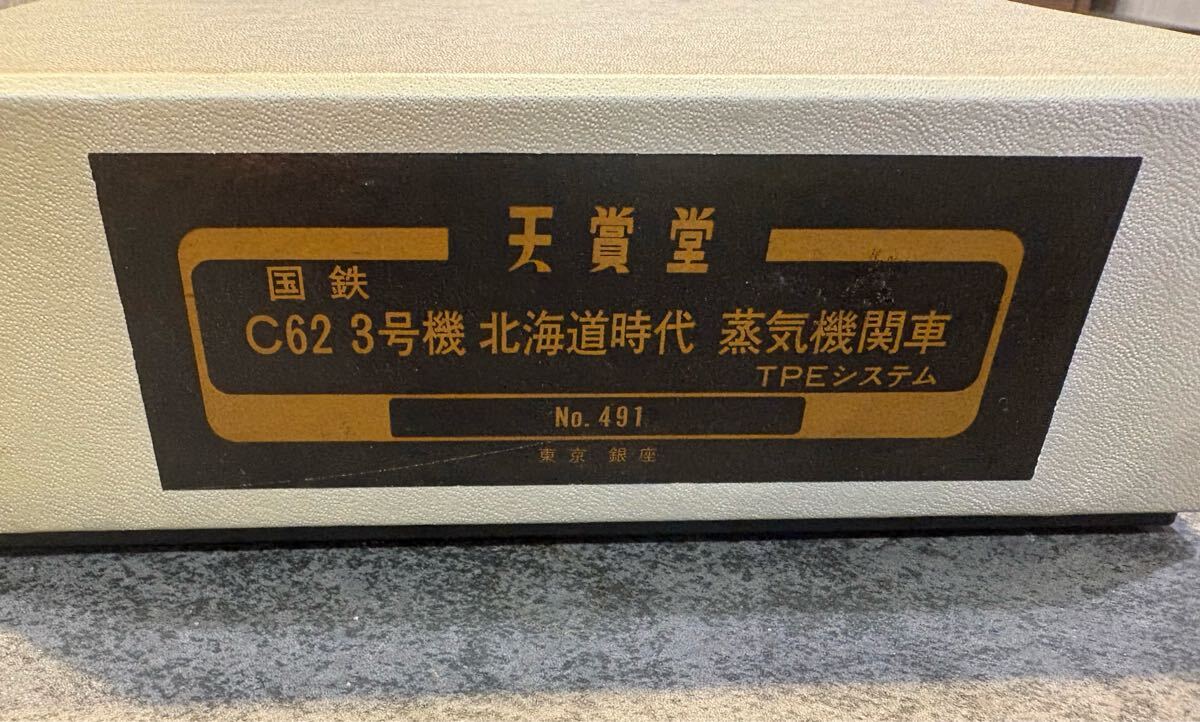 天賞堂
国鉄
C62 3号機 北海道時代 蒸気機関車
TPEシステム
No. 491
東京 銀座